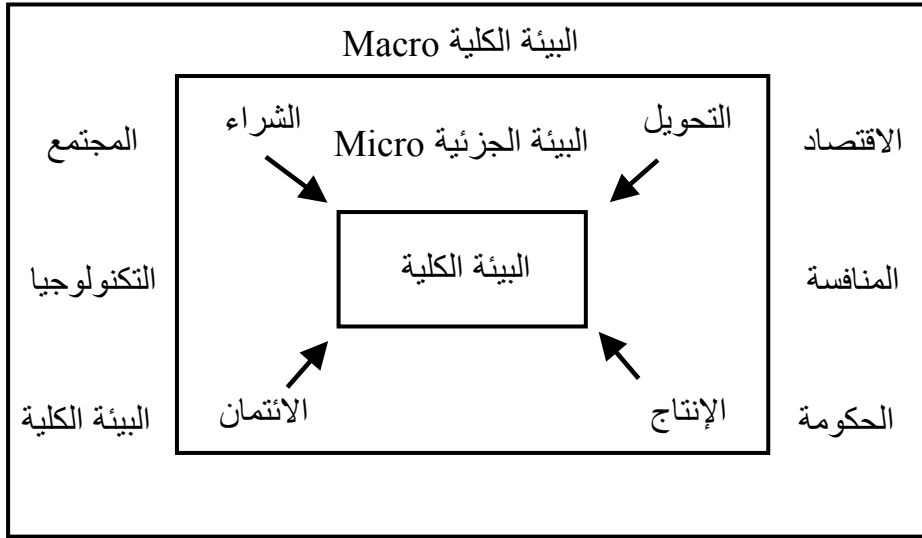 البيئة الكلية Macro
الاقتصاد
التحويل
الشراء
المجتمع
البيئة الجزئية Micro
المنافسة
البيئة الكلية
التكنولوجيا
الحكومة
الإنتاج
الائتمان
البيئة الكلية